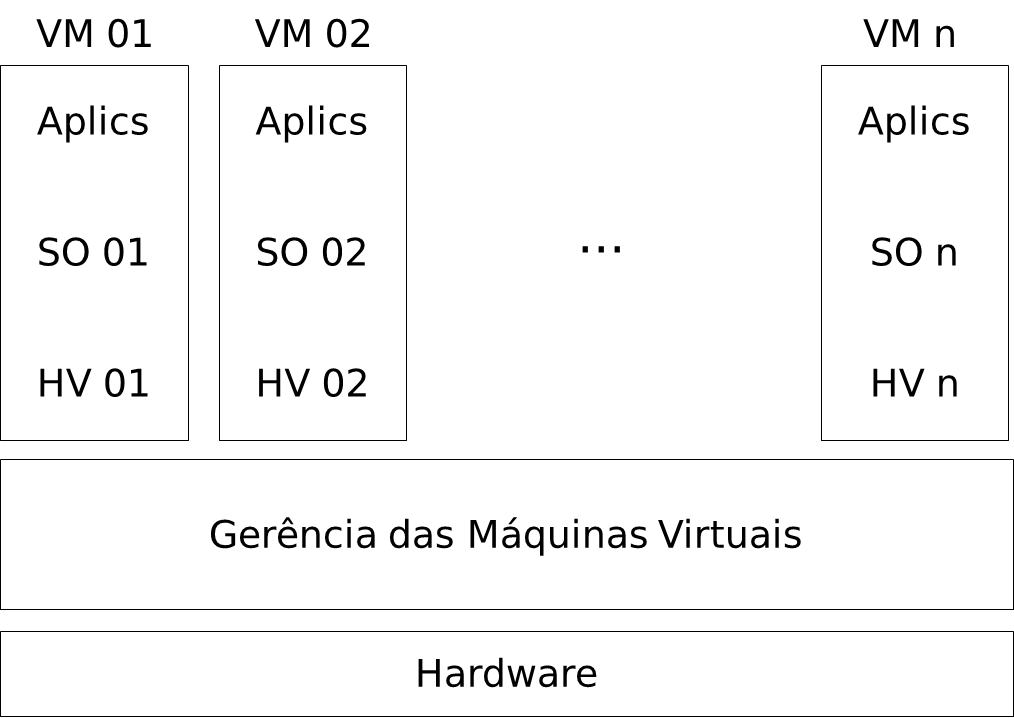 VM 01 VM 02 VM n
Aplics Aplics Aplics
SO 01 SO 02 ... SO n
HV 01 HV 02 HV n
Gerência das Máquinas Virtuais
Hardware